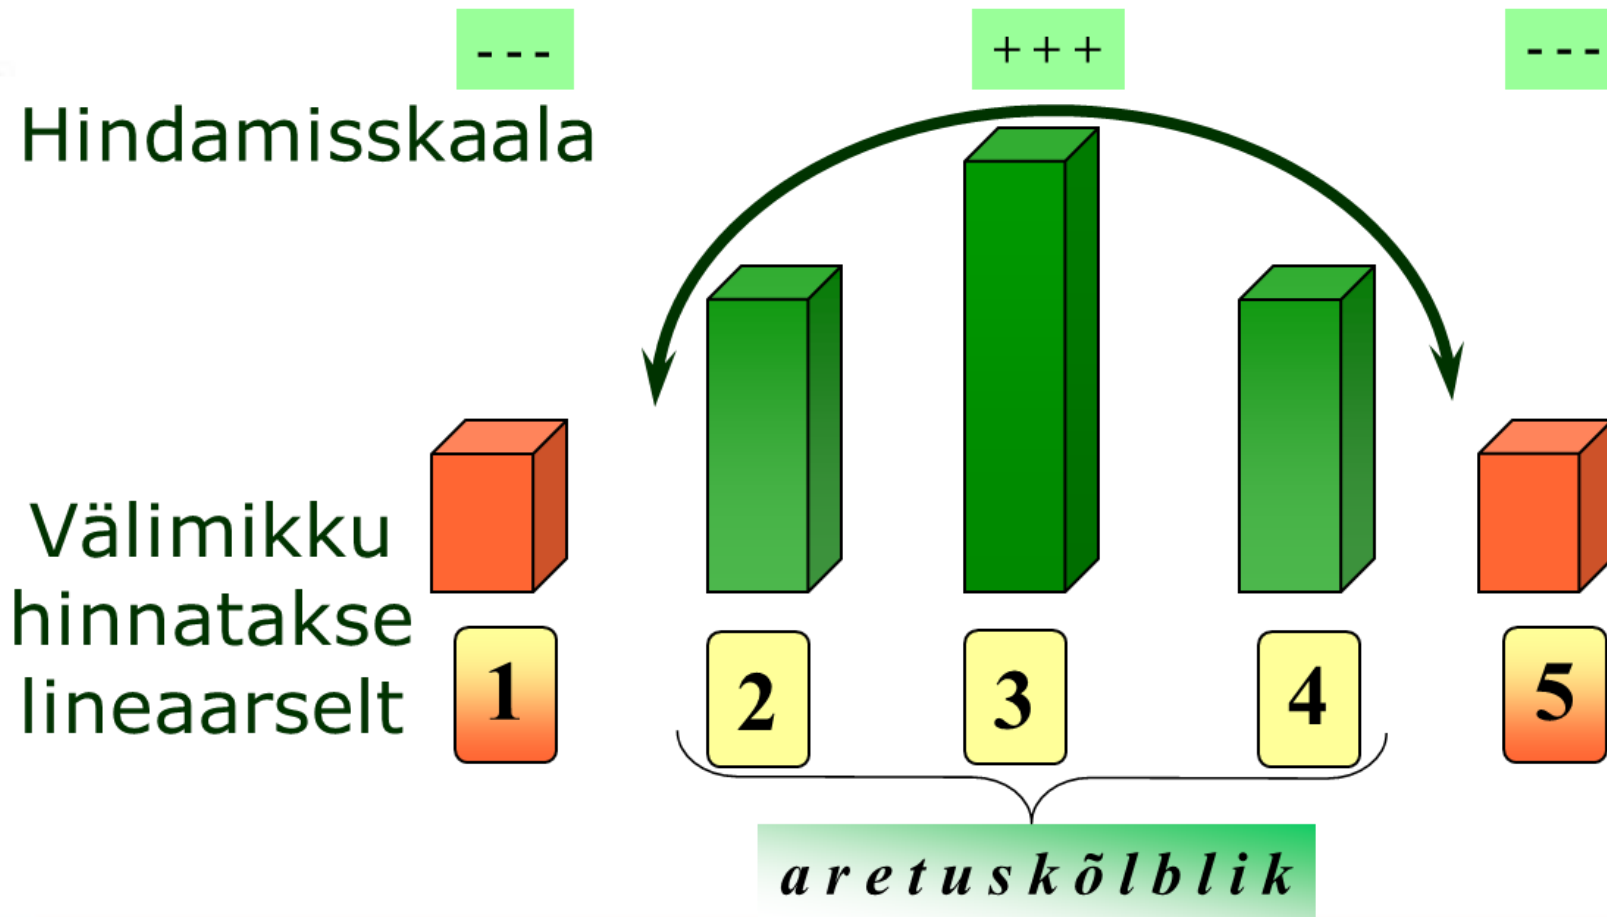 - - -
+ + +
- - -
Hindamisskaala
Välimikku
hinnatakse
lineaarselt
1
2
3
4
5
aretuskõlblik